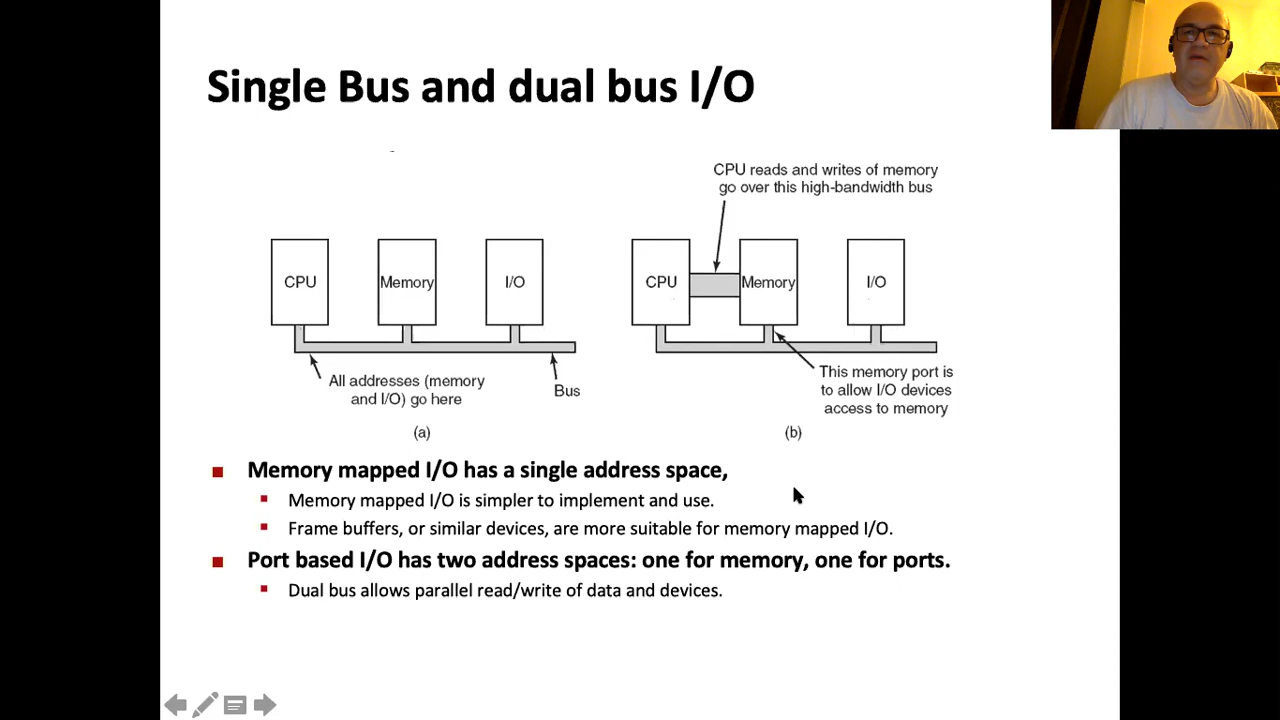 Single Bus and dual bus I/O
CPU reads and writes of memory
go over this high-bandwidth bus
CPU
Memory
I/O
CPU
Memory
I/O
All addresses (memory
and I/O) go here
Bus
This memory port is
to allow I/O devices
access to memory
(a)
(b)
Memory mapped I/O has a single address space,
Memory mapped I/O is simpler to implement and use.
Frame buffers, or similar devices, are more suitable for memory mapped I/O.
Port based I/O has two address spaces: one for memory, one for ports.
Dual bus allows parallel read/write of data and devices.